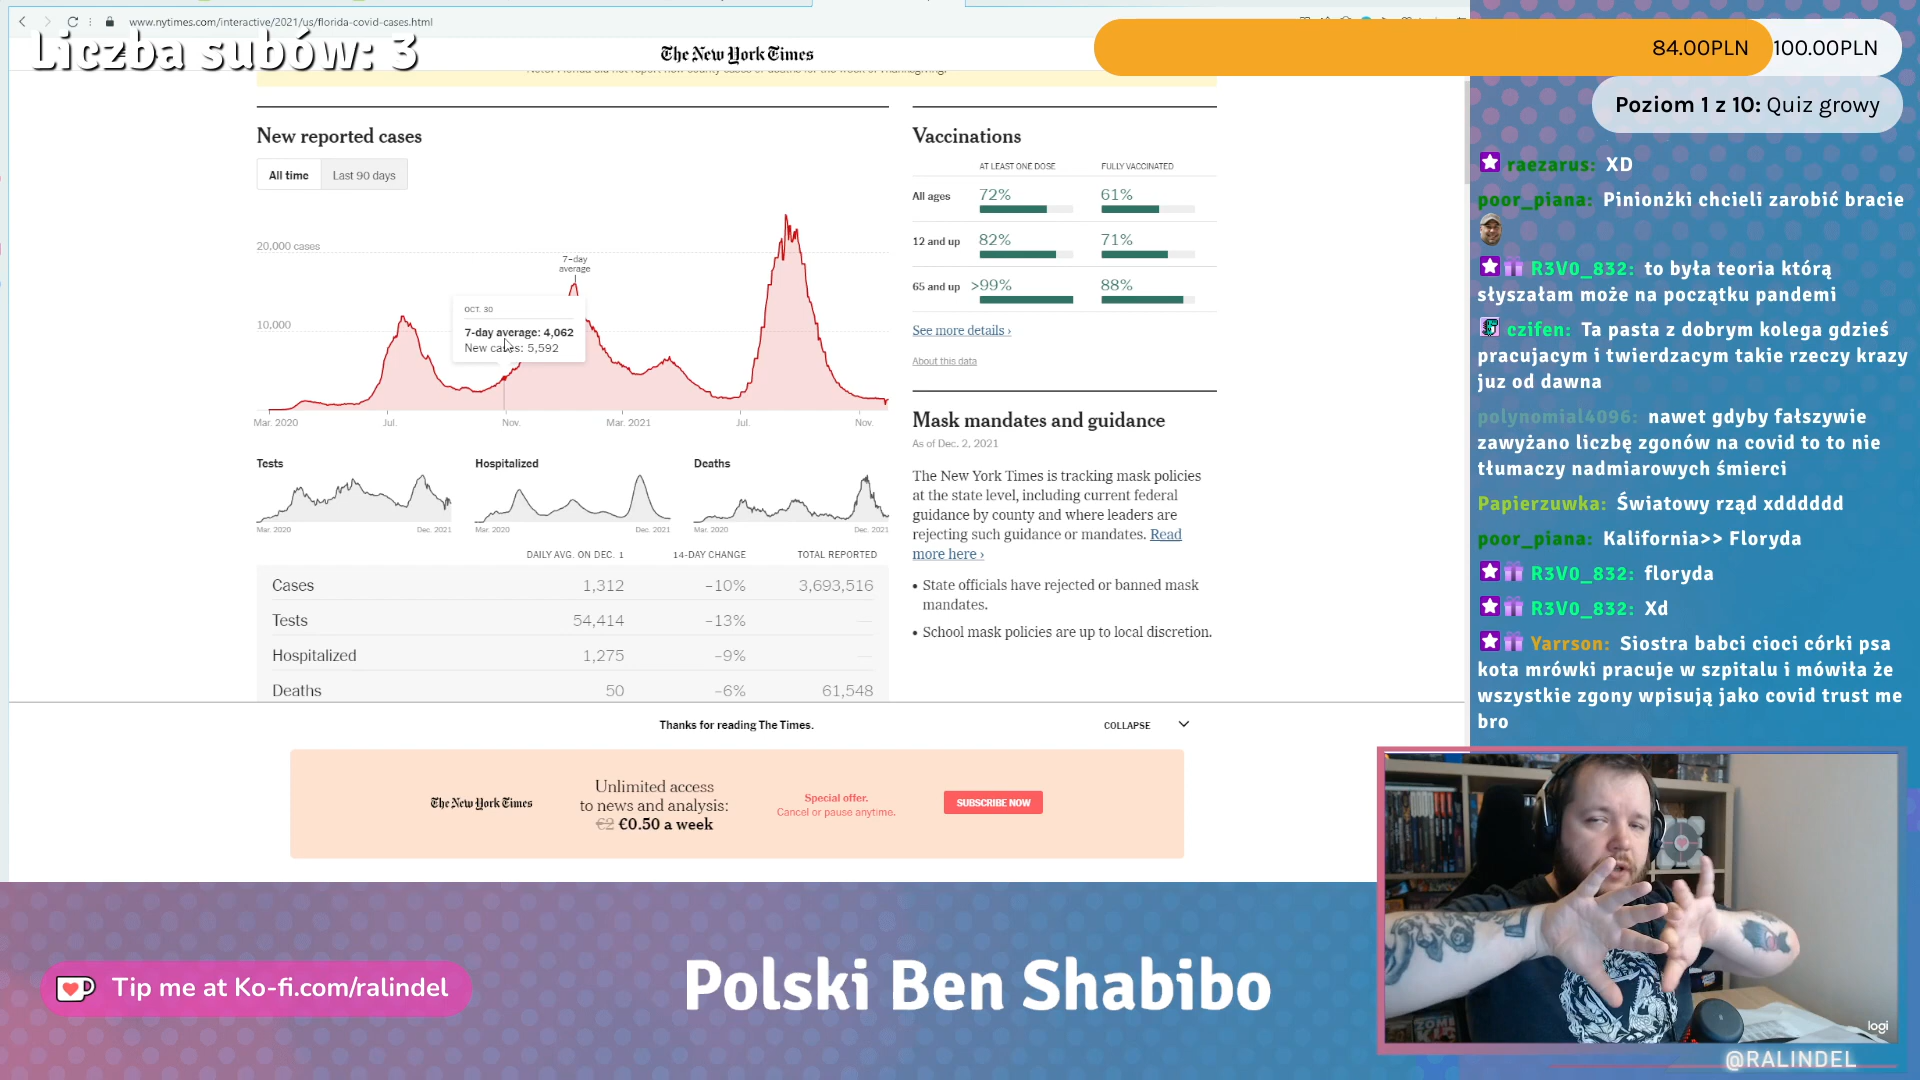 www.nytimes.com/interactive/2021/us/florida-covid-cases.html
Liczba subów: 3
The New York Times
84.00PLN 100.00PLN
Poziom 1 z 10: Quiz growy
New reported cases
All time Last 90 days
20,000 cases
10,000
7–day
average
OCT. 30
7-day average: 4,062
New cases: 5,592
Mar. 2020 Jul. Nov. Mar. 2021 Jul. Nov.
Tests Hospitalized Deaths
Mar. 2020 Dec. 2021 Mar. 2020 Dec. 2021 Mar. 2020 Dec. 2021
DAILY AVG. ON DEC. 1 14-DAY CHANGE TOTAL REPORTED
Cases 1,312 –10% 3,693,516
Tests 54,414 –13% —
Hospitalized 1,275 –9% —
Deaths 50 –6% 61,548
Vaccinations
AT LEAST ONE DOSE FULLY VACCINATED
All ages 72% 61%
12 and up 82% 71%
65 and up >99% 88%
See more details ›
About this data
Mask mandates and guidance
As of Dec. 2, 2021
The New York Times is tracking mask policies
at the state level, including current federal
guidance by county and where leaders are
rejecting such guidance or mandates. Read
more here ›
• State officials have rejected or banned mask
mandates.
• School mask policies are up to local discretion.
Thanks for reading The Times.
COLLAPSE
The New York Times
Unlimited access
to news and analysis:
€2 €0.50 a week
Special offer.
Cancel or pause anytime.
SUBSCRIBE NOW
raezarus: XD
poor_piana: Pinionżki chcieli zarobić bracie
R3V0_832: to była teoria którą
słyszałam może na początku pandemi
czifen: Ta pasta z dobrym kolega gdzieś
pracujacym i twierdzacym takie rzeczy krazy
juz od dawna
polynomial4096: nawet gdyby fałszywie
zawyżano liczbę zgonów na covid to to nie
tłumaczy nadmiarowych śmierci
Papierzuwka: Światowy rząd xdddddd
poor_piana: Kalifornia>> Floryda
R3V0_832: floryda
R3V0_832: Xd
Yarrson: Siostra babci cioci córki psa
kota mrówki pracuje w szpitalu i mówiła że
wszystkie zgony wpisują jako covid trust me
bro
Tip me at Ko-fi.com/ralindel
Polski Ben Shabibo
logi
@RALINDEL